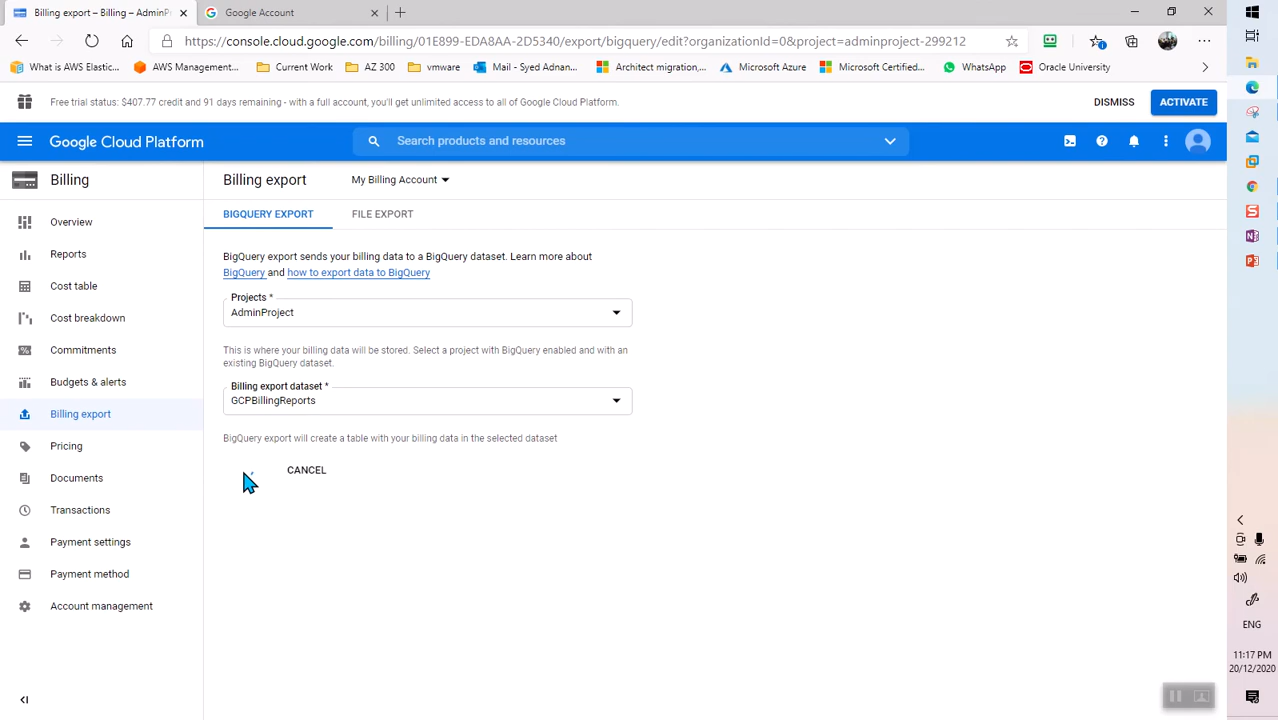 Billing export – Billing – AdminPr
Google Account
https://console.cloud.google.com/billing/01E899-EDA8AA-2D5340/export/bigquery/edit?organizationId=0&project=adminproject-299212
What is AWS Elastic...
AWS Management...
Current Work
AZ 300
vmware
Mail - Syed Adnan...
Architect migration,...
Microsoft Azure
Microsoft Certified...
WhatsApp
Oracle University
Free trial status: $407.77 credit and 91 days remaining - with a full account, you'll get unlimited access to all of Google Cloud Platform.
DISMISS
ACTIVATE
Google Cloud Platform
Search products and resources
Billing
Billing export
My Billing Account
Overview
Reports
Cost table
Cost breakdown
Commitments
Budgets & alerts
Billing export
Pricing
Documents
Transactions
Payment settings
Payment method
Account management
BIGQUERY EXPORT
FILE EXPORT
BigQuery export sends your billing data to a BigQuery dataset. Learn more about
BigQuery and how to export data to BigQuery
Projects *
AdminProject
This is where your billing data will be stored. Select a project with BigQuery enabled and with an
existing BigQuery dataset.
Billing export dataset *
GCPBillingReports
BigQuery export will create a table with your billing data in the selected dataset
CANCEL
ENG
11:17 PM
20/12/2020